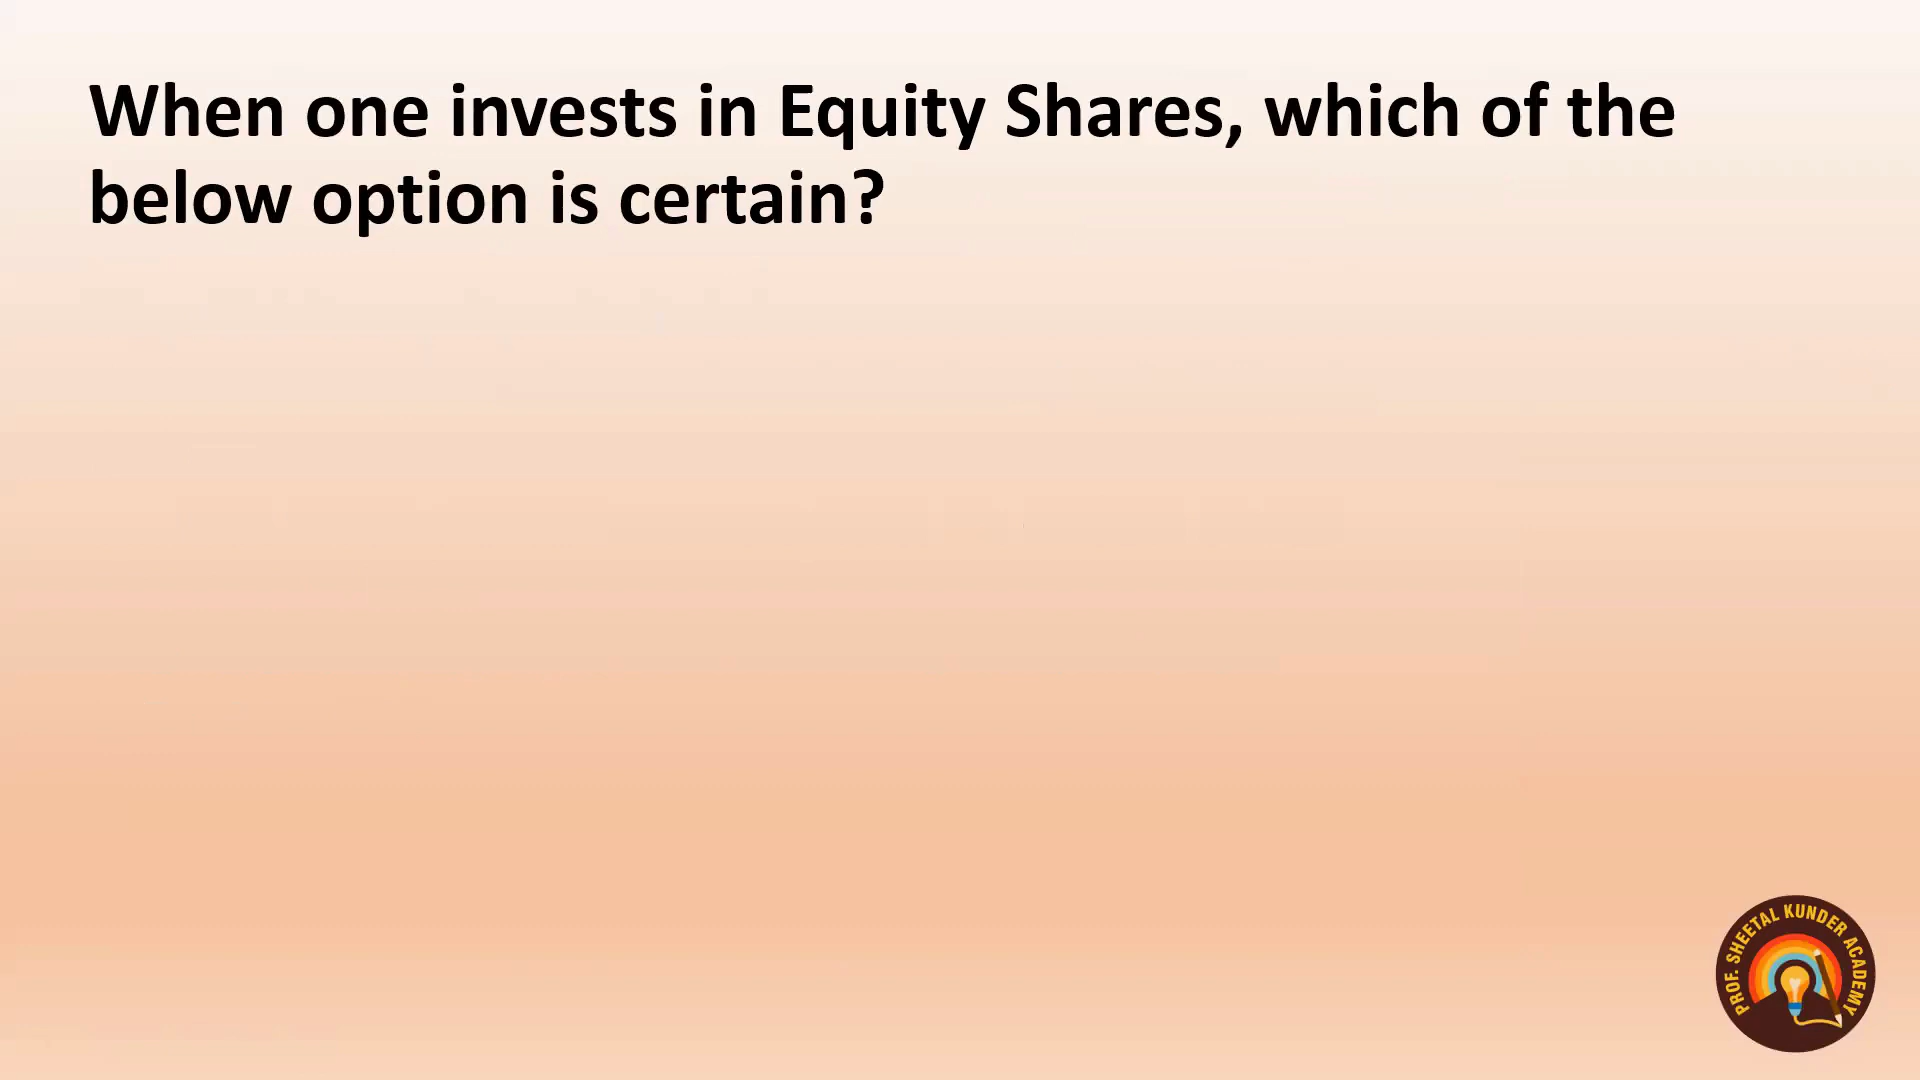 When one invests in Equity Shares, which of the
below option is certain?
PROF. SHEETAL KUNDER ACADEMY